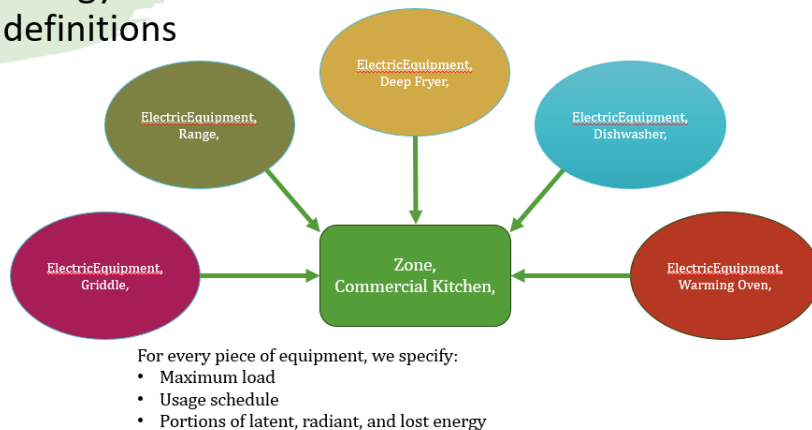 definitions
ElectricEquipment,
Deep Fryer,
ElectricEquipment,
Range,
ElectricEquipment,
Dishwasher,
ElectricEquipment,
Griddle,
Zone,
Commercial Kitchen,
ElectricEquipment,
Warming Oven,
For every piece of equipment, we specify:
• Maximum load
• Usage schedule
• Portions of latent, radiant, and lost energy